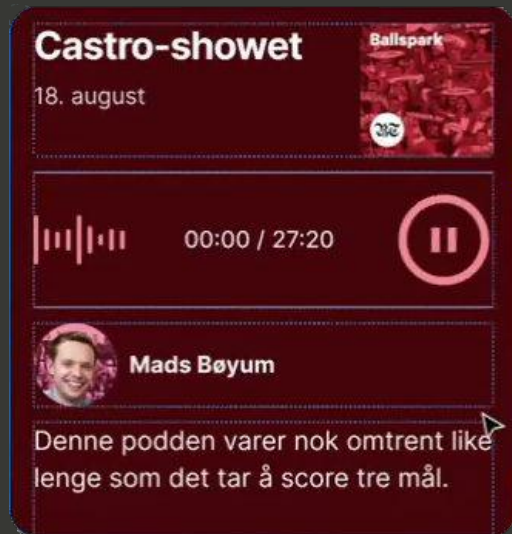 Castro-showet
Ballspark
18. august
BT
00:00 / 27:20
Mads Bøyum
Denne podden varer nok omtrent like
lenge som det tar å score tre mål.